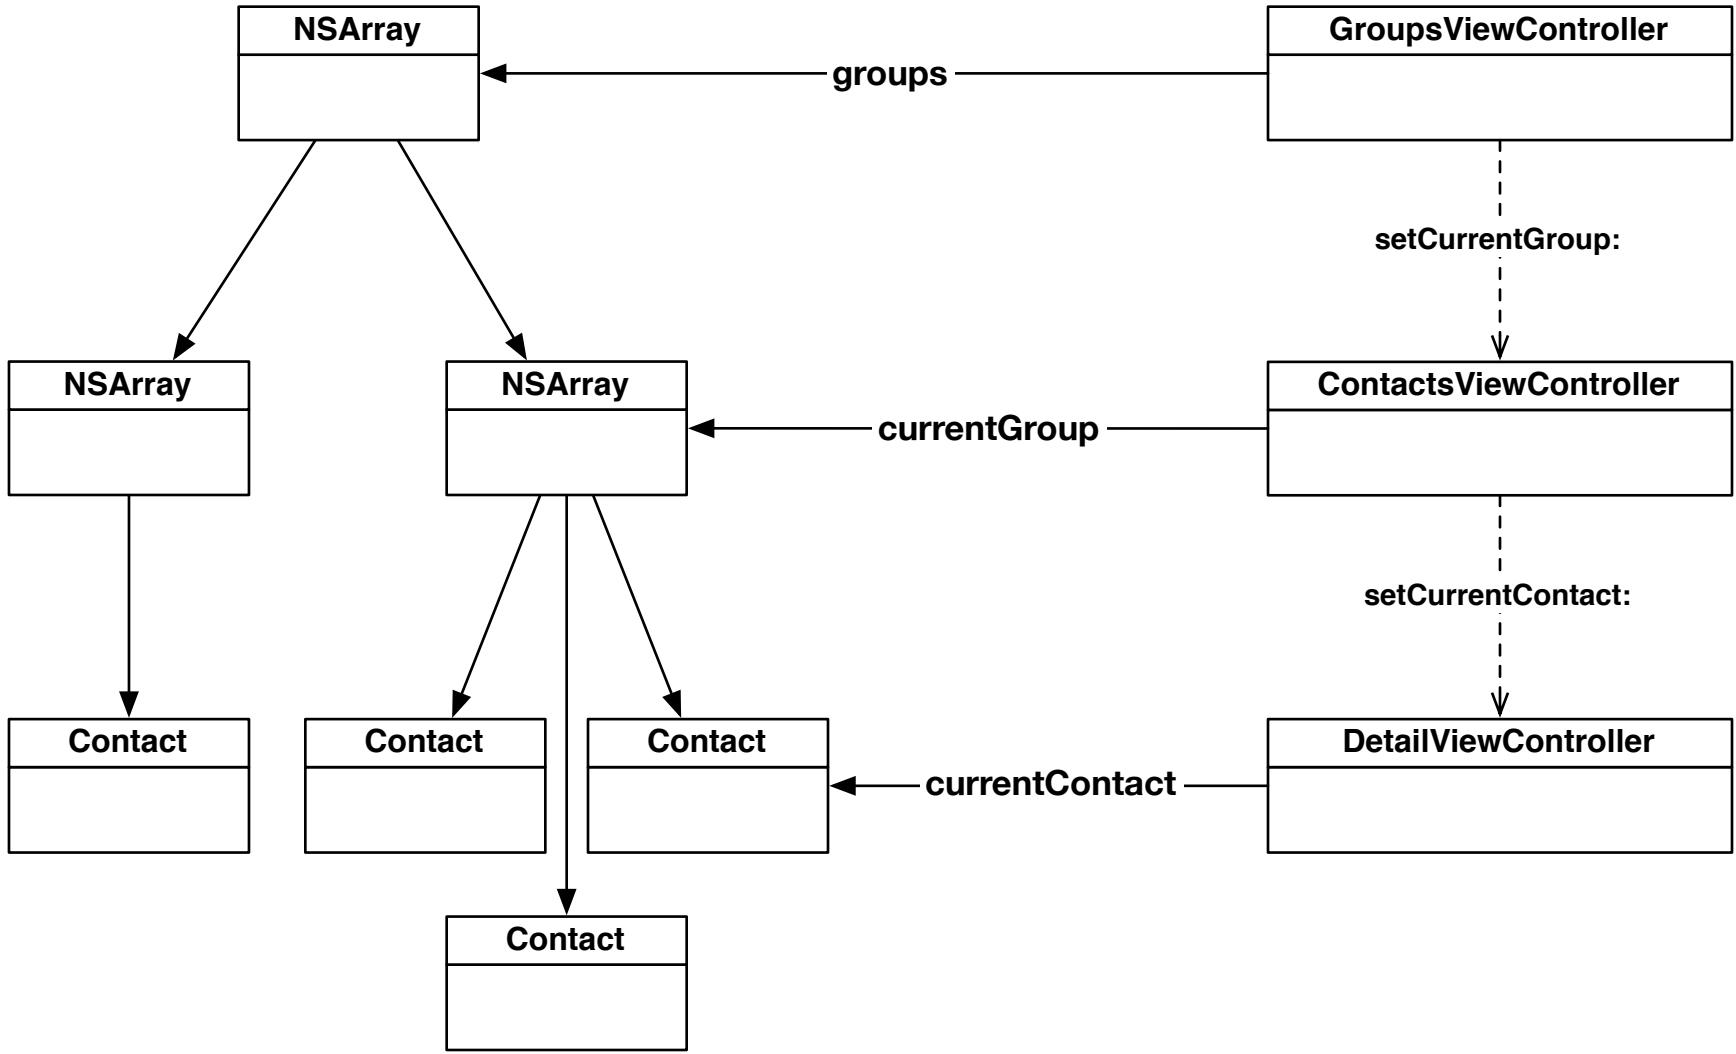 NSArray
GroupsViewController
groups
setCurrentGroup:
NSArray
NSArray
ContactsViewController
currentGroup
setCurrentContact:
Contact
Contact
Contact
DetailViewController
currentContact
Contact